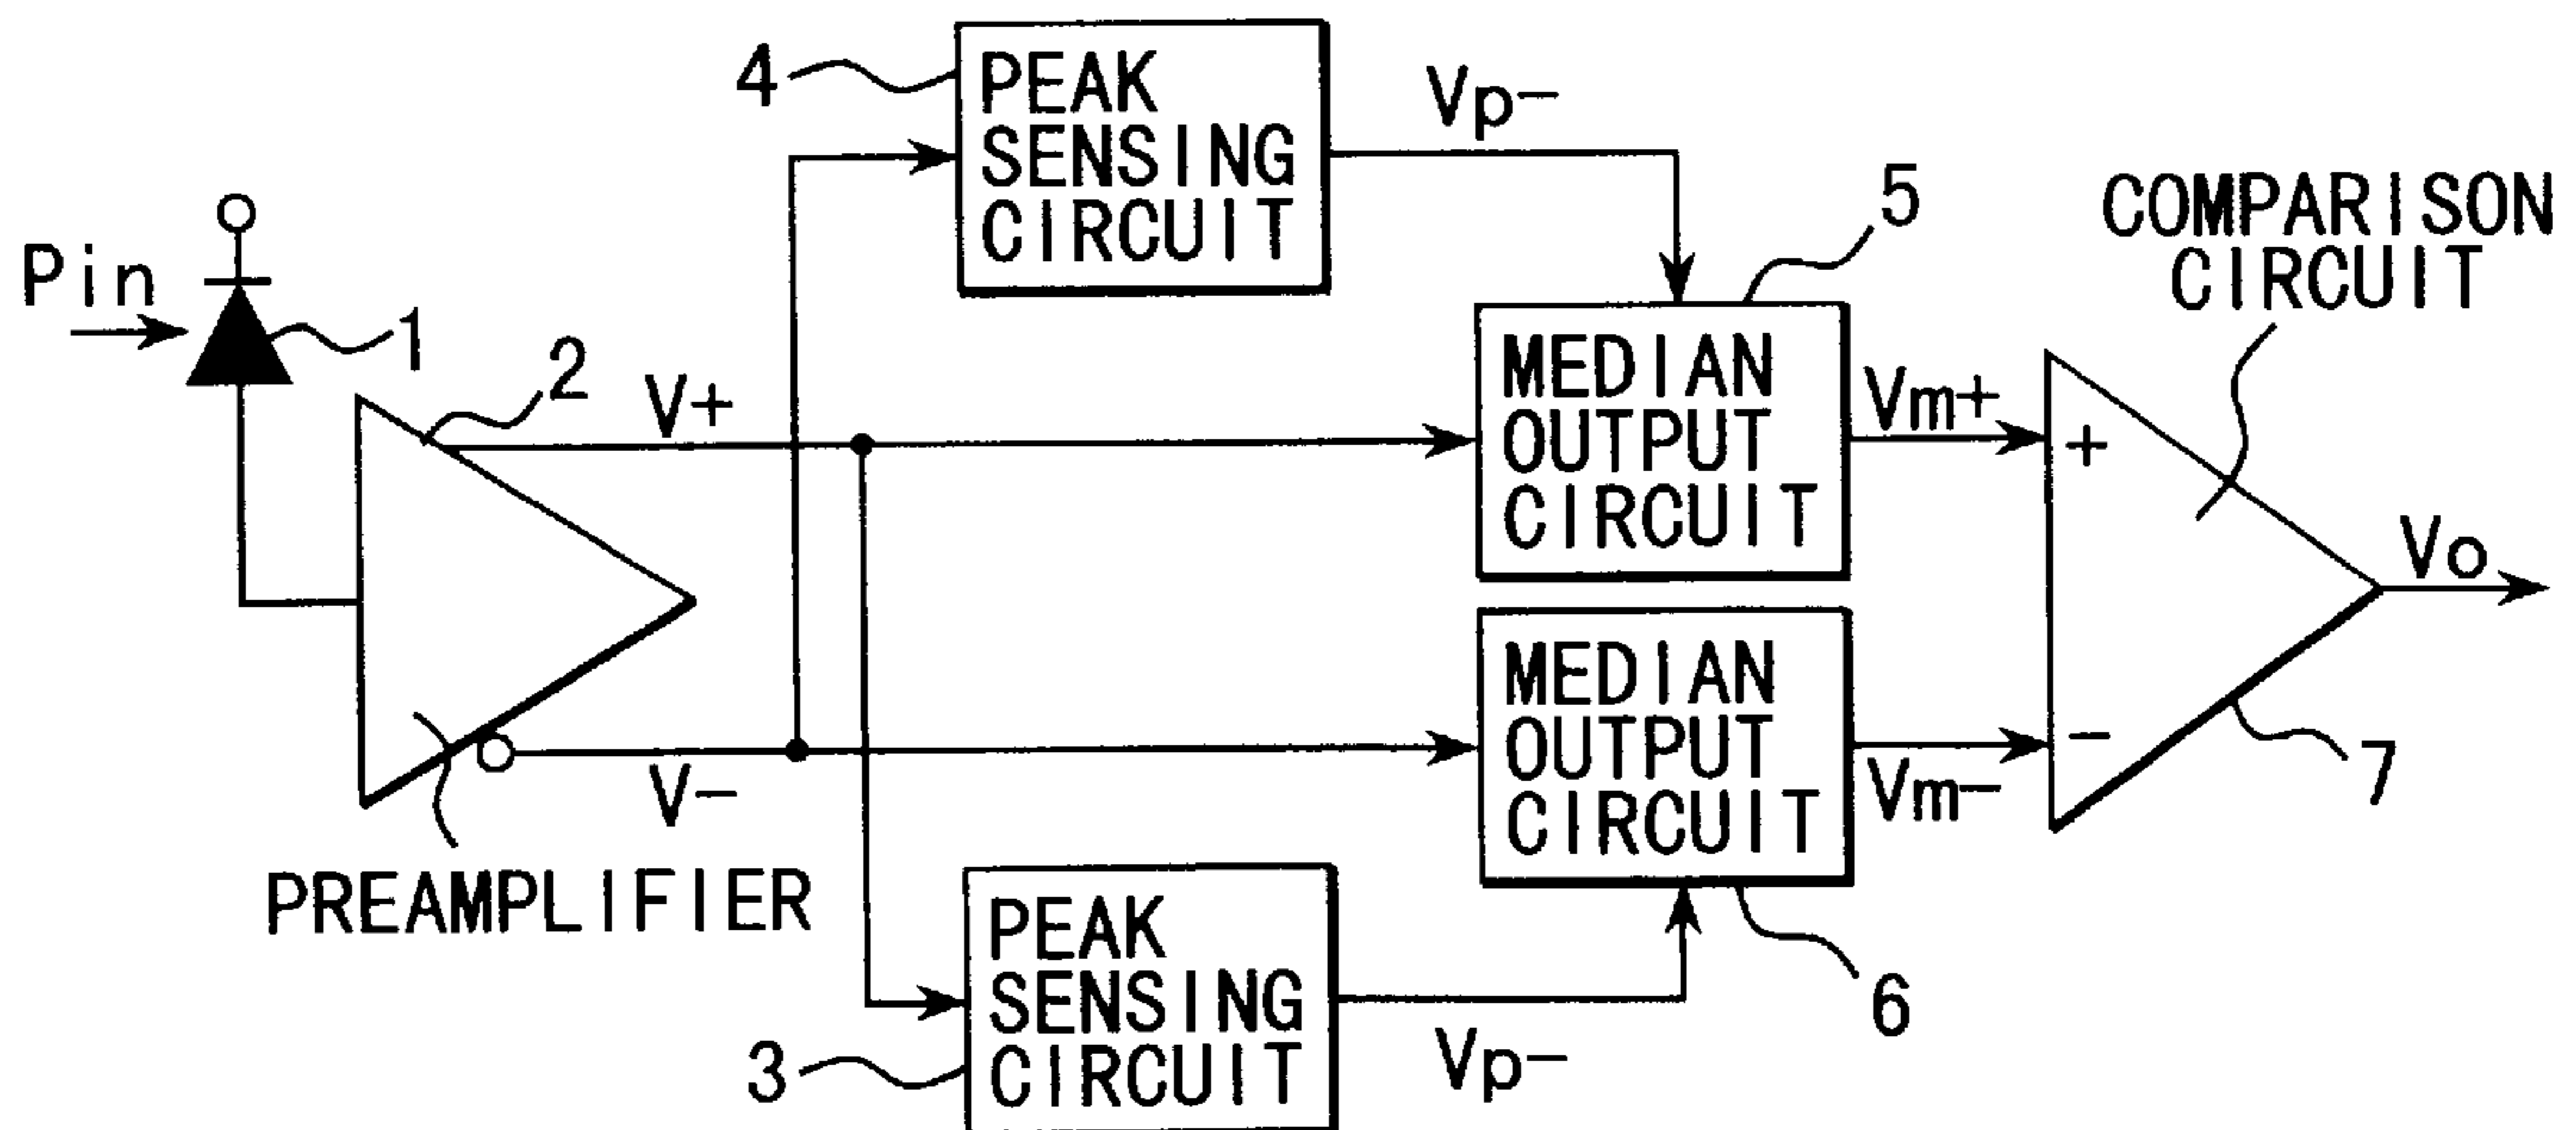 4
PEAK
SENSING
CIRCUIT
Vp-
5
COMPARISON
CIRCUIT
Pin
1
2
V+
MEDIAN
OUTPUT
CIRCUIT
Vm+
+
Vo
V-
MEDIAN
OUTPUT
CIRCUIT
Vm-
-
7
PREAMPLIFIER
3
PEAK
SENSING
CIRCUIT
Vp-
6